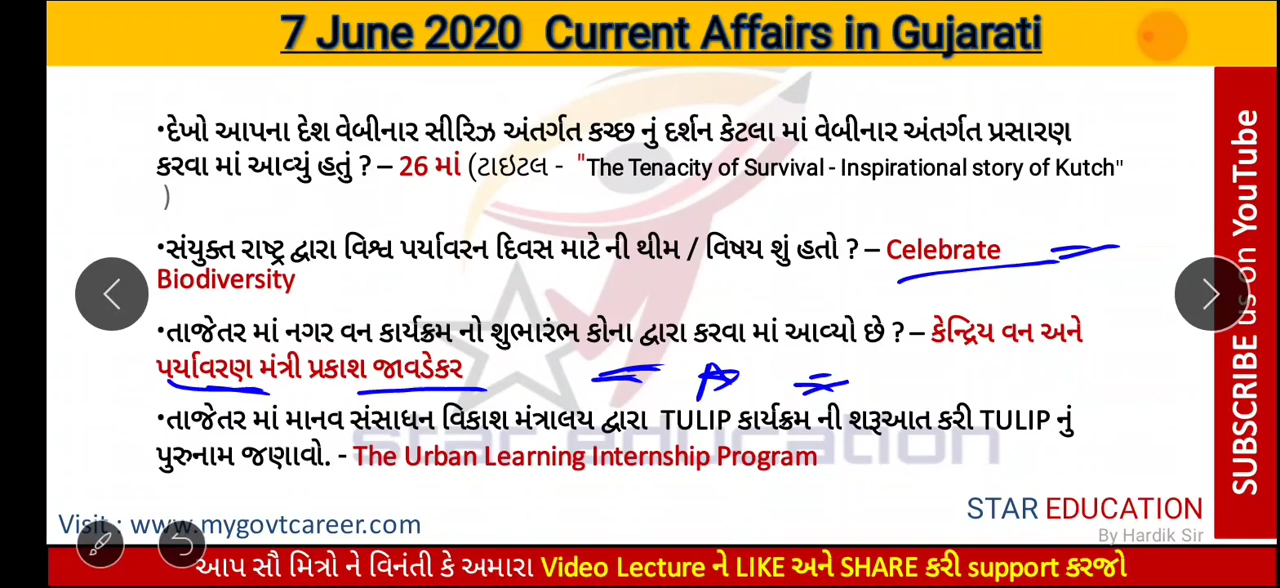 7 June 2020 Current Affairs in Gujarati
•દેખો આપના દેશ વેબીનાર સીરિઝ અંતર્ગત કચ્છ નું દર્શન કેટલા માં વેબીનાર અંતર્ગત પ્રસારણ
કરવા માં આવ્યું હતું ? – 26 માં (ટાઇટલ - "The Tenacity of Survival - Inspirational story of Kutch"
)
•સંયુક્ત રાષ્ટ્ર દ્વારા વિશ્વ પર્યાવરન દિવસ માટે ની થીમ / વિષય શું હતો ? – Celebrate
Biodiversity
•તાજેતર માં નગર વન કાર્યક્રમ નો શુભારંભ કોના દ્વારા કરવા માં આવ્યો છે ? – કેન્દ્રિય વન અને
પર્યાવરણ મંત્રી પ્રકાશ જાવડેકર
•તાજેતર માં માનવ સંસાધન વિકાશ મંત્રાલય દ્વારા TULIP કાર્યક્રમ ની શરૂઆત કરી TULIP નું
પુરુનામ જણાવો. - The Urban Learning Internship Program
star education
STAR EDUCATION
By Hardik Sir
Visit : www.mygovtcareer.com
આપ સૌ મિત્રો ને વિનંતી કે અમારા Video Lecture ને LIKE અને SHARE કરી support કરજો
SUBSCRIBE us on YouTube